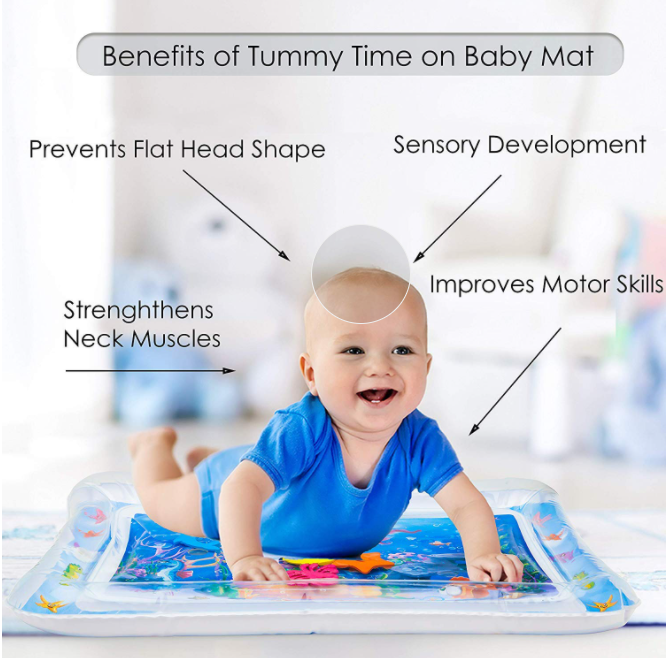 Benefits of Tummy Time on Baby Mat
Prevents Flat Head Shape
Sensory Development
Improves Motor Skills
Strenghthens
Neck Muscles